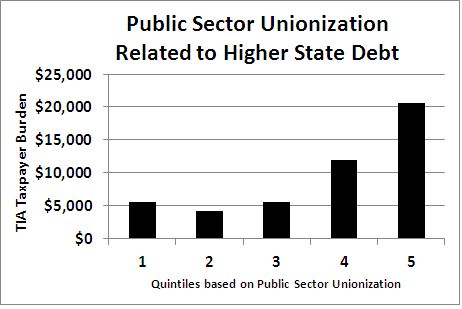 Public Sector Unionization
Related to Higher State Debt
TIA Taxpayer Burden
$25,000
$20,000
$15,000
$10,000
$5,000
$0
1 2 3 4 5
Quintiles based on Public Sector Unionization